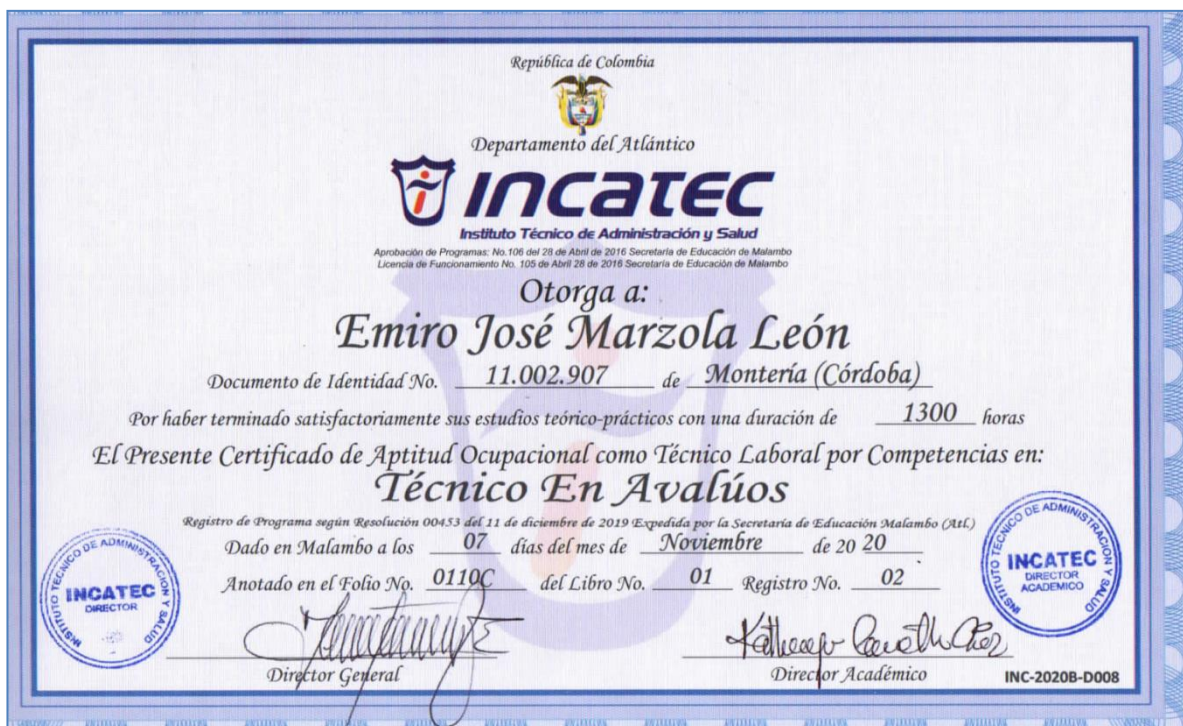 República de Colombia
Departamento del Atlántico
INCATEC
Instituto Técnico de Administración y Salud
Aprobación de Programas: No.106 del 28 de Abril de 2016 Secretaría de Educación de Malambo
Licencia de Funcionamiento No. 105 de Abril 28 de 2016 Secretaría de Educación de Malambo
Otorga a:
Emiro José Marzola León
Documento de Identidad No. 11.002.907 de Montería (Córdoba)
Por haber terminado satisfactoriamente sus estudios teórico-prácticos con una duración de 1300 horas
El Presente Certificado de Aptitud Ocupacional como Técnico Laboral por Competencias en:
Técnico En Avalúos
Registro de Programa según Resolución 00453 del 11 de diciembre de 2019 Expedida por la Secretaría de Educación Malambo (Atl.)
Dado en Malambo a los 07 días del mes de Noviembre de 20 20
Anotado en el Folio No. 0110C del Libro No. 01 Registro No. 02
INSTITUTO TECNICO DE ADMINISTRACION Y SALUD
INCATEC
DIRECTOR
INSTITUTO TECNICO DE ADMINISTRACION Y SALUD
INCATEC
DIRECTOR
ACADEMICO
Director General
Director Académico
INC-2020B-D008